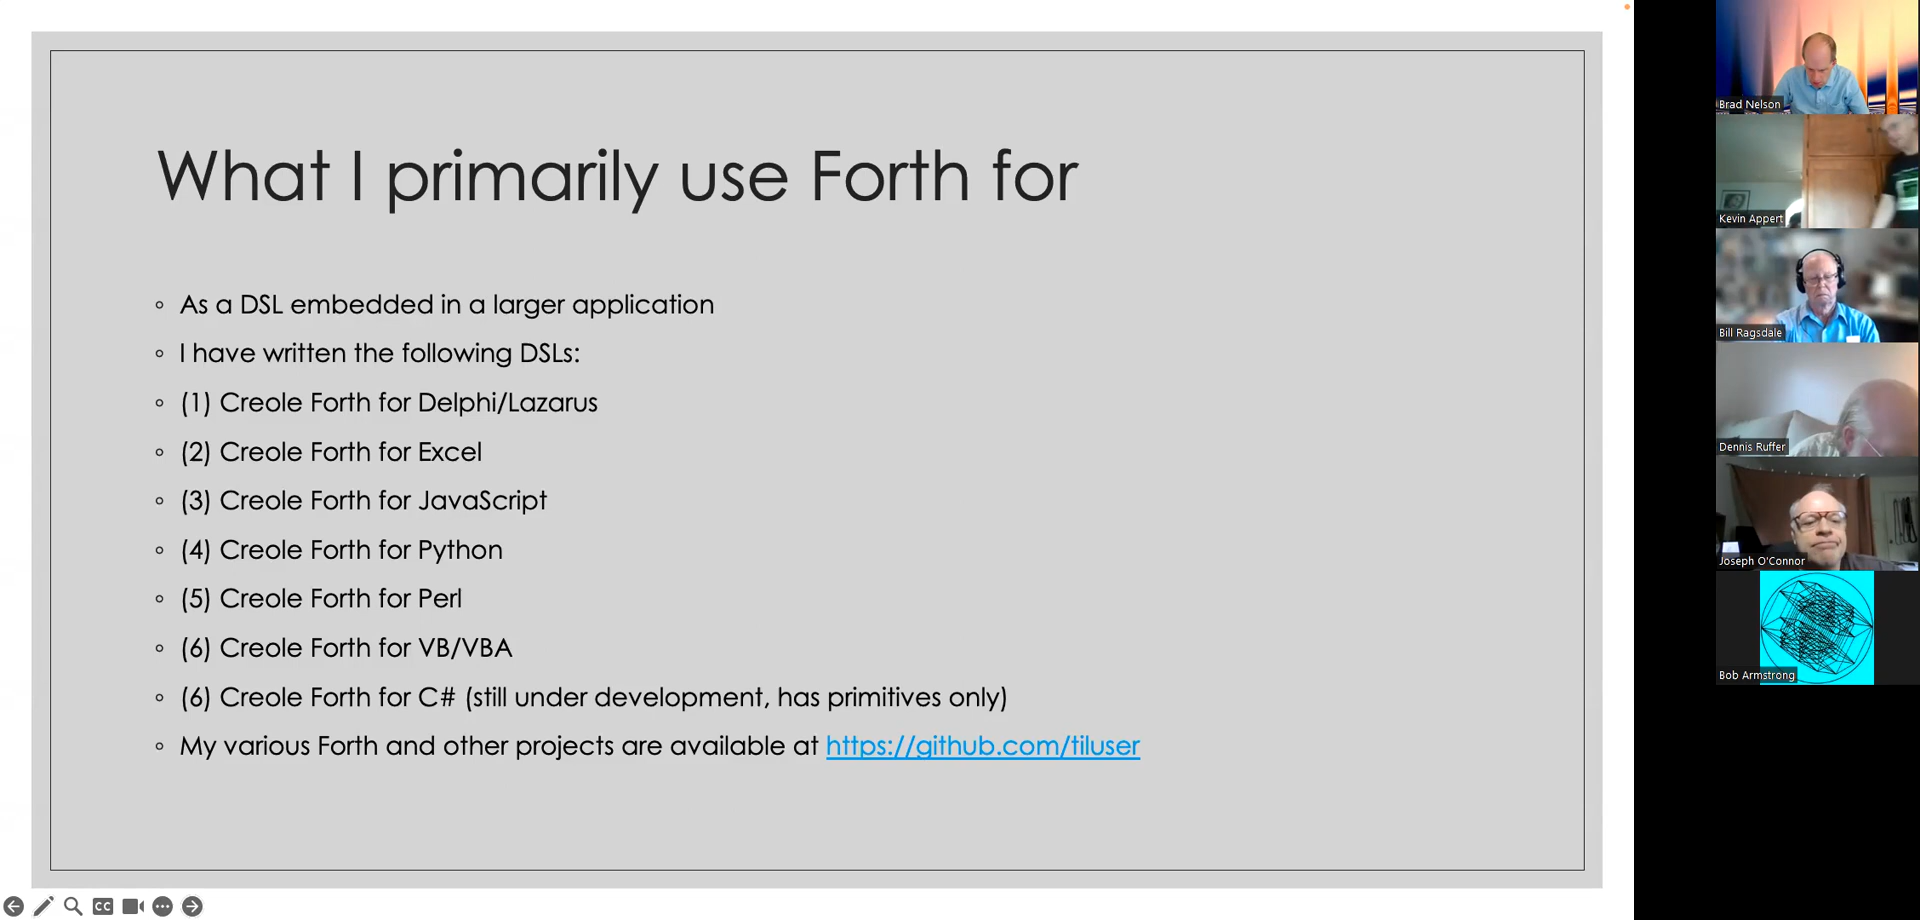 What I primarily use Forth for
◦ As a DSL embedded in a larger application
◦ I have written the following DSLs:
◦ (1) Creole Forth for Delphi/Lazarus
◦ (2) Creole Forth for Excel
◦ (3) Creole Forth for JavaScript
◦ (4) Creole Forth for Python
◦ (5) Creole Forth for Perl
◦ (6) Creole Forth for VB/VBA
◦ (6) Creole Forth for C# (still under development, has primitives only)
◦ My various Forth and other projects are available at https://github.com/tiluser
CC
Brad Nelson
Kevin Appert
Bill Ragsdale
Dennis Ruffer
Joseph O'Connor
Bob Armstrong